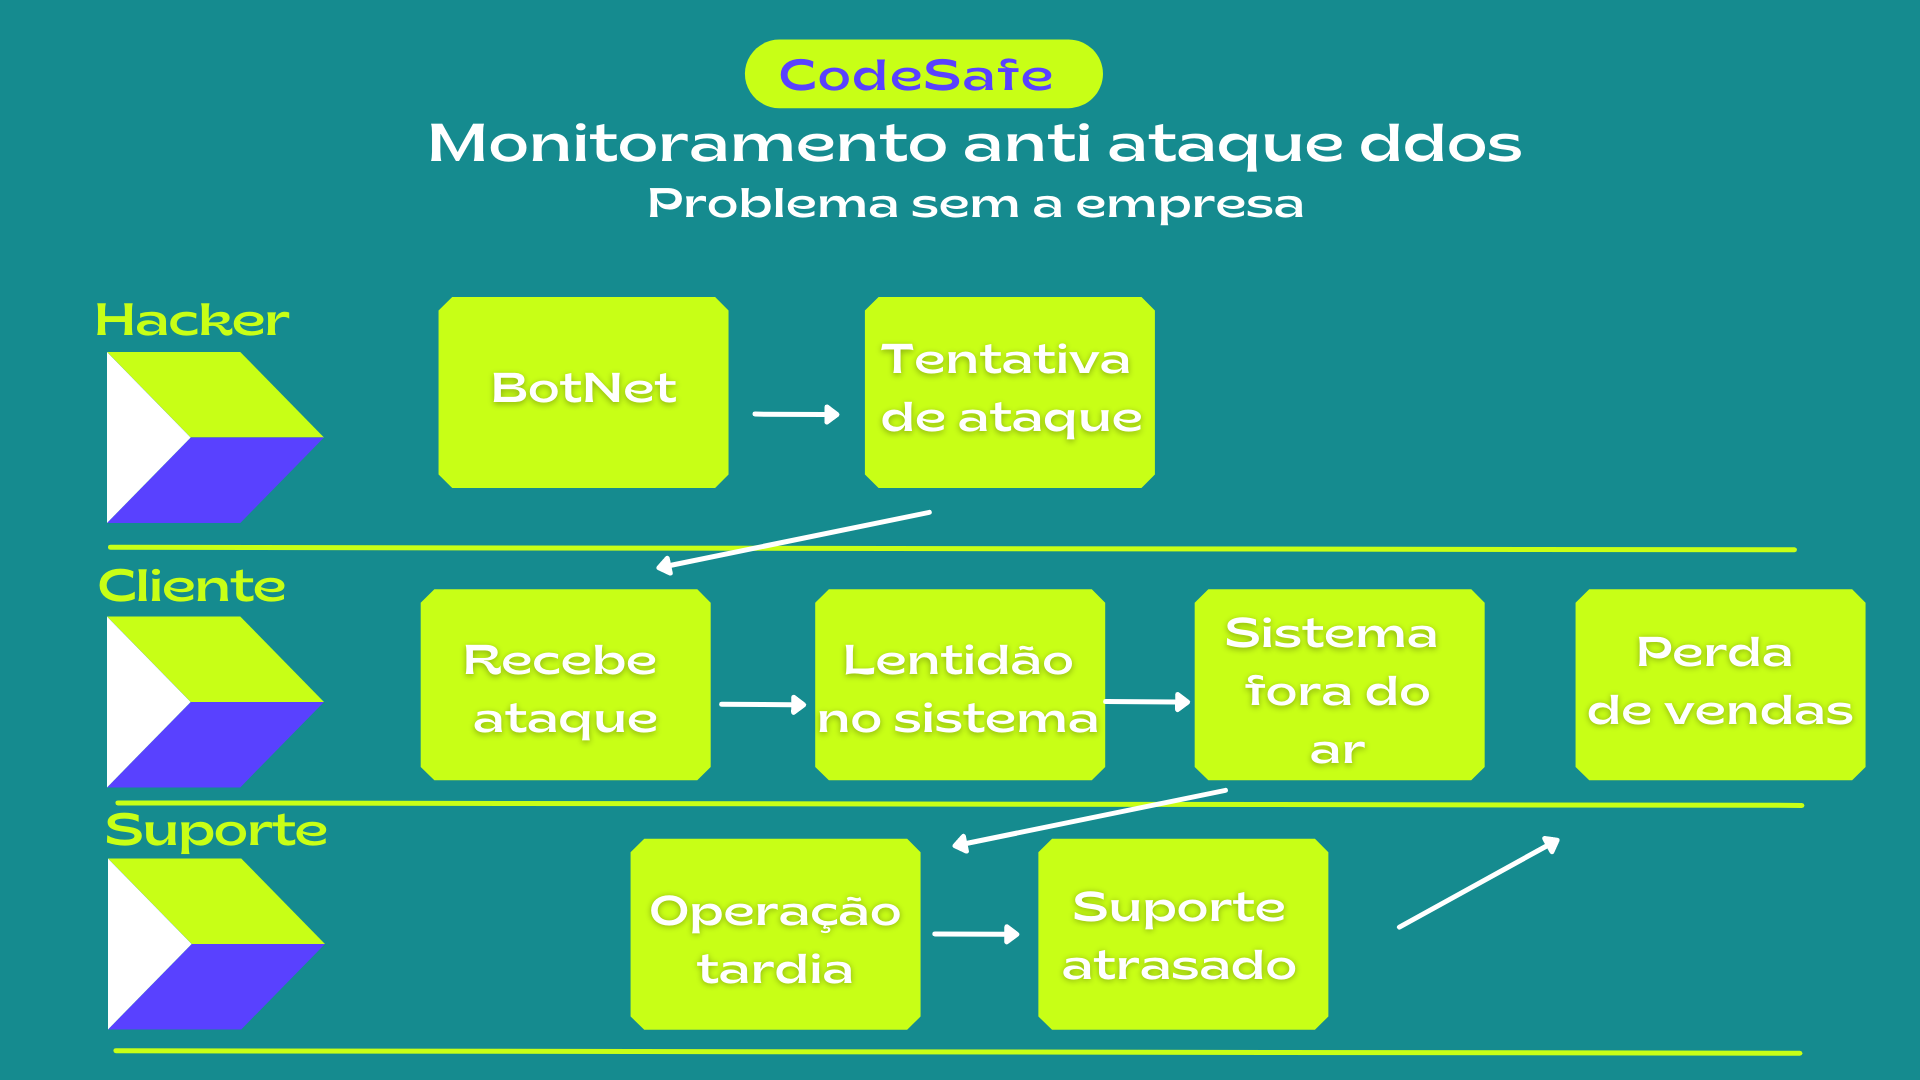 CodeSafe
Monitoramento anti ataque ddos
Problema sem a empresa
Hacker
BotNet
Tentativa
de ataque
Cliente
Recebe
ataque
Lentidão
no sistema
Sistema
fora do
ar
Perda
de vendas
Suporte
Operação
tardia
Suporte
atrasado